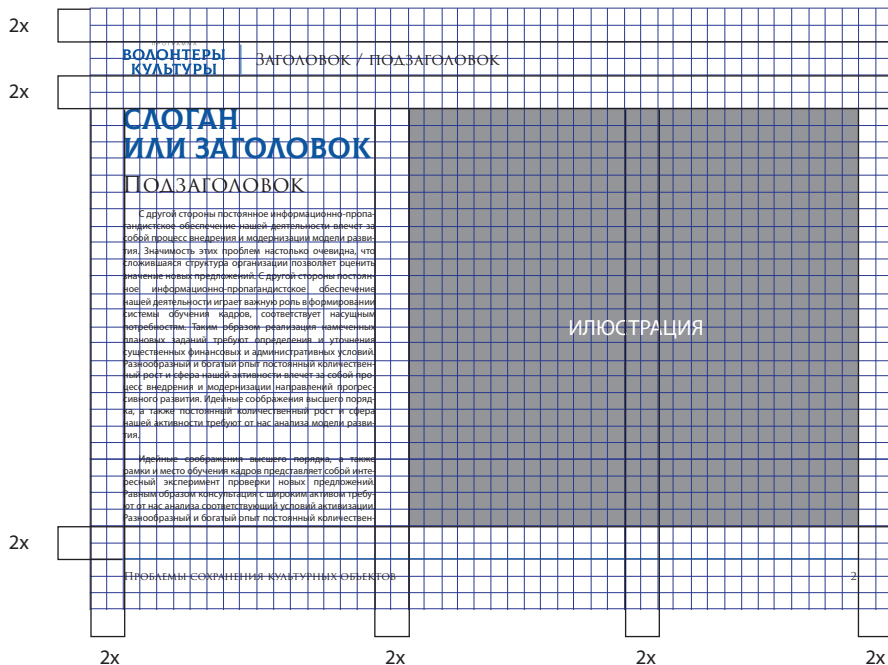 2x
ПРОГРАММА
ВОЛОНТЕРЫ
КУЛЬТУРЫ
Заголовок / подзаголовок
2x
СЛОГАН
ИЛИ ЗАГОЛОВОК
Подзаголовок
С другой стороны постоянное информационно-пропа-
гандистское обеспечение нашей деятельности влечет за
собой процесс внедрения и модернизации модели разви-
тия. Значимость этих проблем настолько очевидна, что
сложившаяся структура организации позволяет оценить
значение новых предложений. С другой стороны постоян-
ное информационно-пропагандистское обеспечение
нашей деятельности играет важную роль в формировании
системы обучения кадров, соответствует насущным
потребностям. Таким образом реализация намеченных
плановых заданий требуют определения и уточнения
существенных финансовых и административных условий.
Разнообразный и богатый опыт постоянный количествен-
ный рост и сфера нашей активности влечет за собой про-
цесс внедрения и модернизации направлений прогрес-
сивного развития. Идейные соображения высшего поряд-
ка, а также постоянный количественный рост и сфера
нашей активности требуют от нас анализа модели разви-
тия.
Идейные соображения высшего порядка, а также
рамки и место обучения кадров представляет собой инте-
ресный эксперимент проверки новых предложений.
Равным образом консультация с широким активом требу-
ют от нас анализа соответствующий условий активизации.
Разнообразный и богатый опыт постоянный количествен-
ИЛЮСТРАЦИЯ
2x
Проблемы сохранения культурных объектов
2
2x
2x
2x
2x